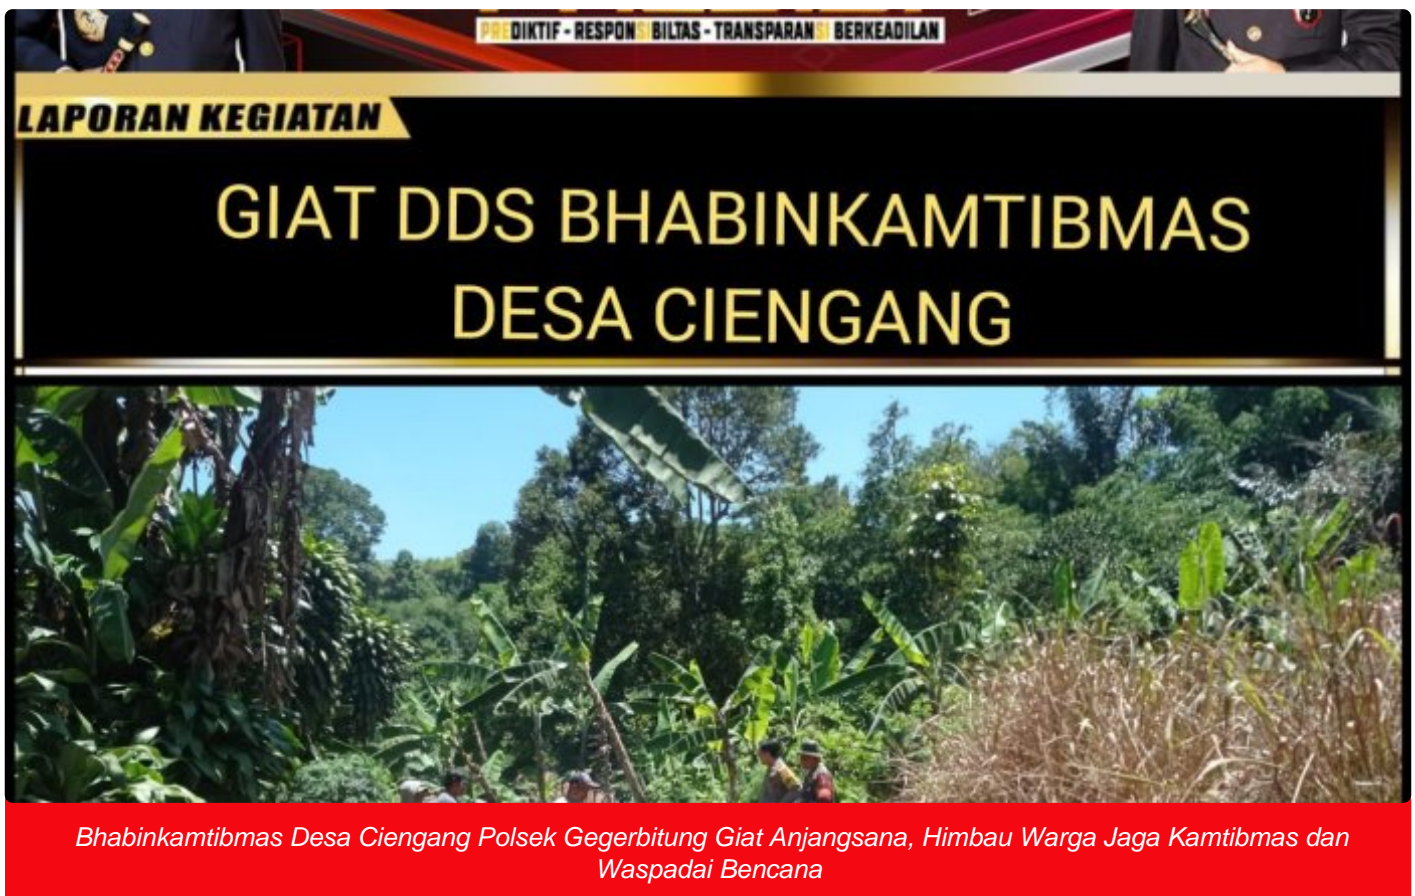 PREDIKTIF - RESPONSIBILTAS - TRANSPARANSI BERKEADILAN
LAPORAN KEGIATAN
GIAT DDS BHABINKAMTIBMAS
DESA CIENGANG
Bhabinkamtibmas Desa Ciengang Polsek Gegerbitung Giat Anjangsana, Himbau Warga Jaga Kamtibmas dan
Waspadai Bencana